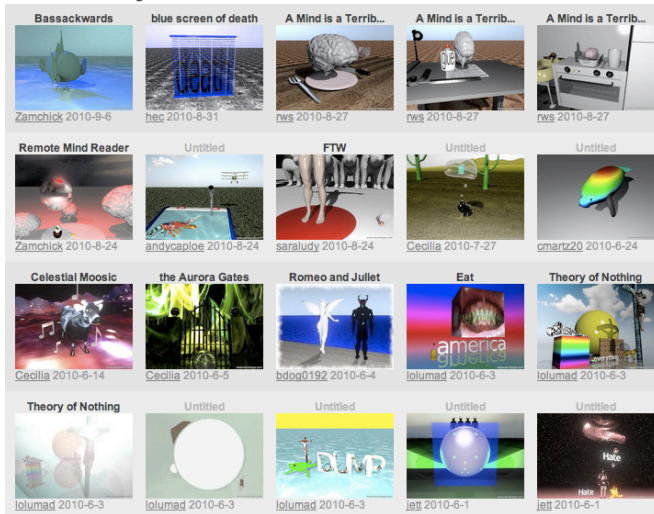 Bassackwards
blue screen of death
A Mind is a Terrib...
A Mind is a Terrib...
A Mind is a Terrib...
death
glue
Zamchick 2010-9-6
hec 2010-8-31
rws 2010-8-27
rws 2010-8-27
rws 2010-8-27
Remote Mind Reader
Untitled
FTW
Untitled
Untitled
Zamchick 2010-8-24
andycaploe 2010-8-24
saraludy 2010-8-24
Cecilia 2010-7-27
cmartz20 2010-6-24
Celestial Moosic
the Aurora Gates
Romeo and Juliet
Eat
Theory of Nothing
america
Cecilia 2010-6-14
Cecilia 2010-6-5
bdog0192 2010-6-4
lolumad 2010-6-3
lolumad 2010-6-3
Theory of Nothing
Untitled
Untitled
Untitled
Untitled
DUMP
Hate
Hate
lolumad 2010-6-3
lolumad 2010-6-3
lolumad 2010-6-3
jett 2010-6-1
jett 2010-6-1